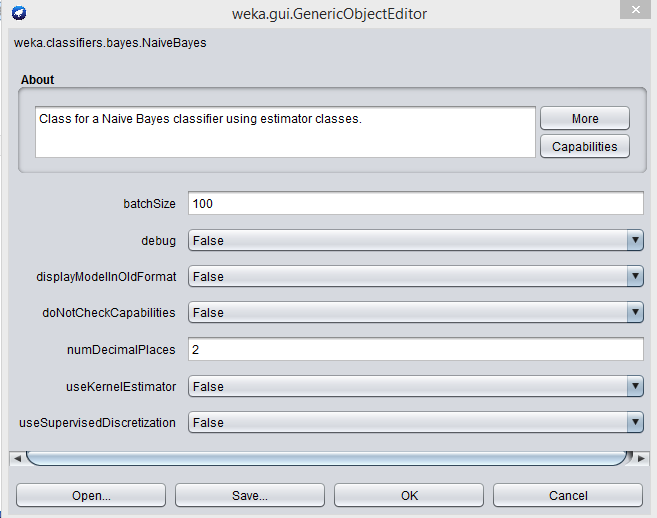 weka.gui.GenericObjectEditor
weka.classifiers.bayes.NaiveBayes
About
Class for a Naive Bayes classifier using estimator classes.
More
Capabilities
batchSize 100
debug False
displayModelInOldFormat False
doNotCheckCapabilities False
numDecimalPlaces 2
useKernelEstimator False
useSupervisedDiscretization False
Open... Save... OK Cancel